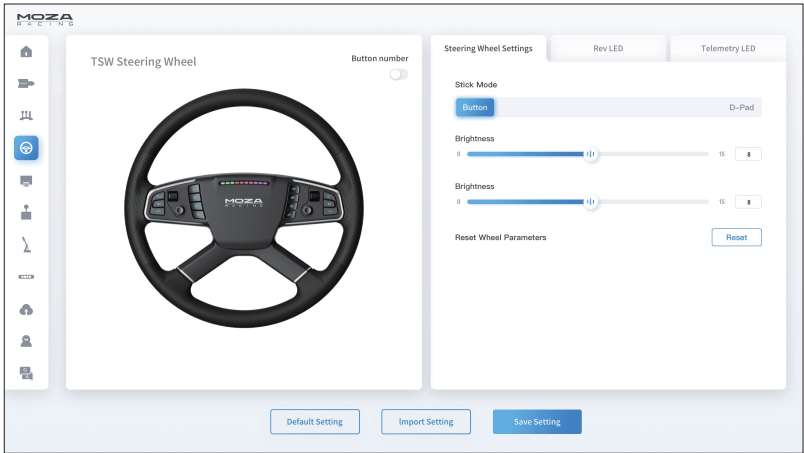 MOZA
RACING
TSW Steering Wheel
Button number
MOZA
RACING
Steering Wheel Settings
Rev LED
Telemetry LED
Stick Mode
Button
D-Pad
Brightness
0
15
8
Brightness
0
15
8
Reset Wheel Parameters
Reset
Default Setting
Import Setting
Save Setting